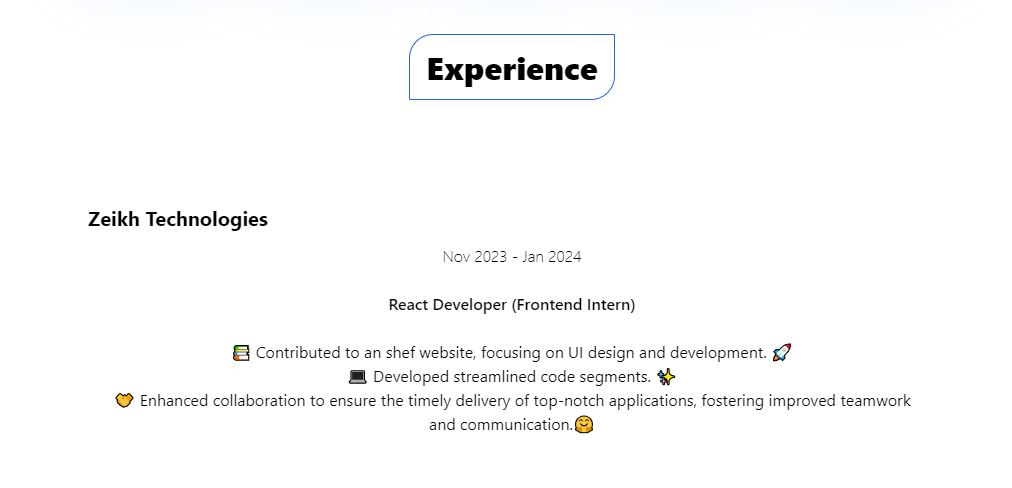 Experience
Zeikh Technologies
Nov 2023 - Jan 2024
React Developer (Frontend Intern)
📚 Contributed to an shef website, focusing on UI design and development. 🚀
💻 Developed streamlined code segments. ✨
🤝 Enhanced collaboration to ensure the timely delivery of top-notch applications, fostering improved teamwork
and communication.🤗